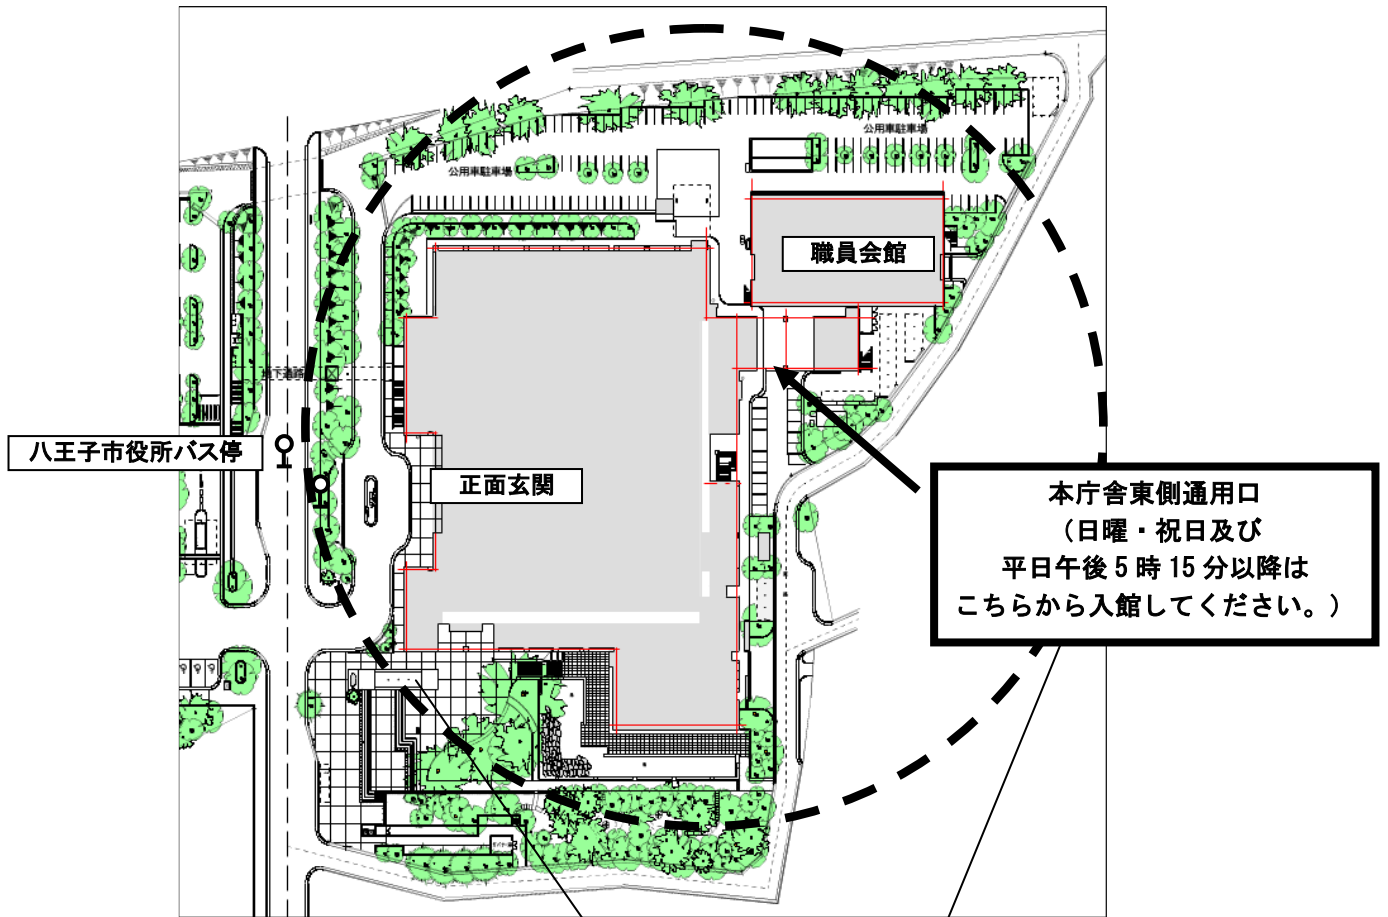 公用車駐車場
公用車駐車場
職員会館
地下通路
八王子市役所バス停
正面玄関
本庁舎東側通用口
（日曜・祝日及び
平日午後5時15分以降は
こちらから入館してください。）